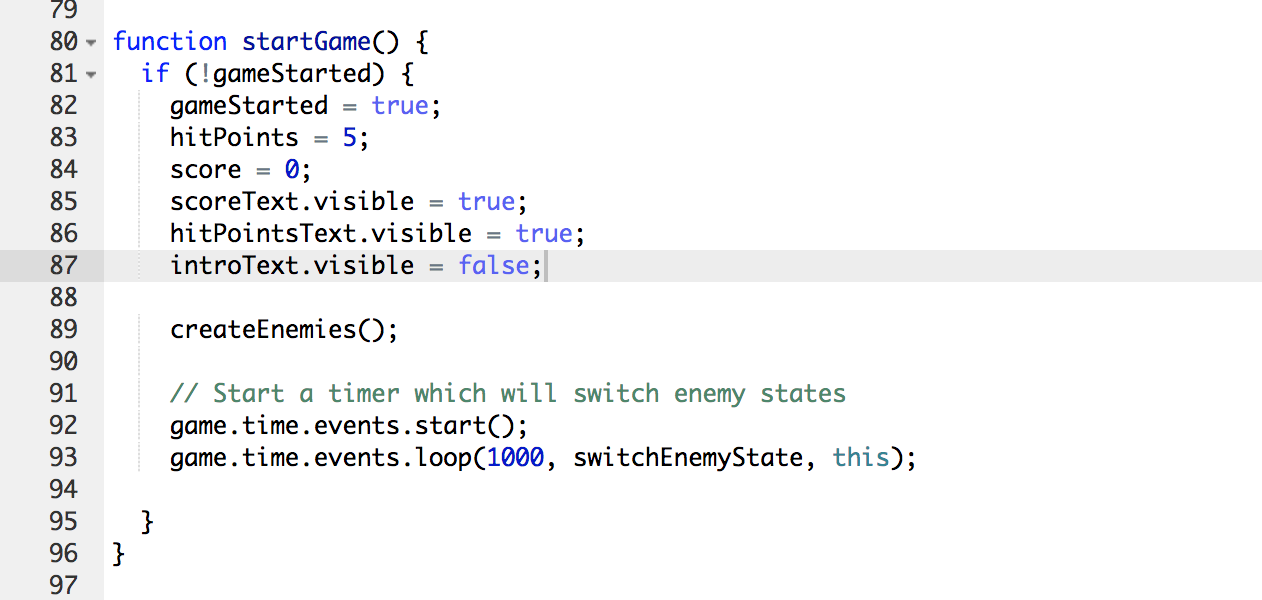 79
80 function startGame() {
81 if (!gameStarted) {
82 gameStarted = true;
83 hitPoints = 5;
84 score = 0;
85 scoreText.visible = true;
86 hitPointsText.visible = true;
87 introText.visible = false;
88
89 createEnemies();
90
91 // Start a timer which will switch enemy states
92 game.time.events.start();
93 game.time.events.loop(1000, switchEnemyState, this);
94
95 }
96 }
97